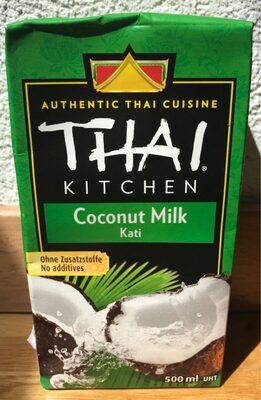 AUTHENTIC THAI CUISINE
THAI®
KITCHEN
Coconut Milk
Kati
Ohne Zusatzstoffe
No additives
500 ml UHT